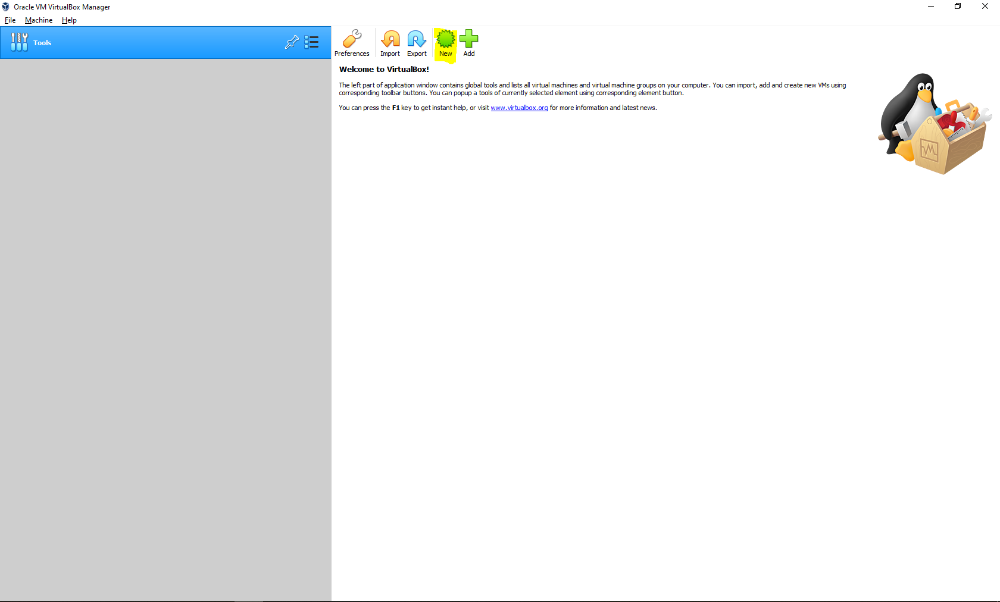 Oracle VM VirtualBox Manager
File Machine Help
Tools
Preferences Import Export New Add
Welcome to VirtualBox!
The left part of application window contains global tools and lists all virtual machines and virtual machine groups on your computer. You can import, add and create new VMs using
corresponding toolbar buttons. You can popup a tools of currently selected element using corresponding element button.
You can press the F1 key to get instant help, or visit www.virtualbox.org for more information and latest news.